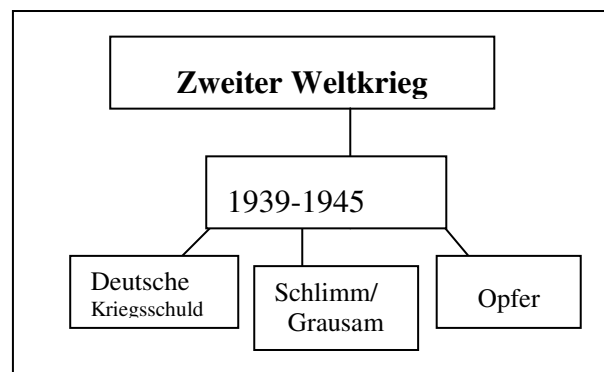 Zweiter Weltkrieg
1939-1945
Deutsche
Kriegsschuld
Schlimm/
Grausam
Opfer